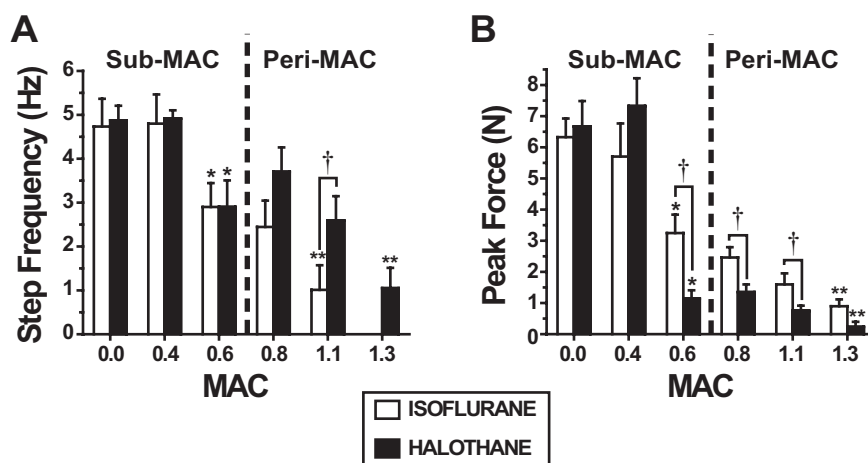 A
Sub-MAC
Peri-MAC
Step Frequency (Hz)
6
5
4
3
2
1
0
* *
**
†
**
0.0 0.4 0.6 0.8 1.1 1.3
MAC
B
Sub-MAC
Peri-MAC
Peak Force (N)
8
7
6
5
4
3
2
1
0
†
*
*
†
†
**
**
0.0 0.4 0.6 0.8 1.1 1.3
MAC
ISOFLURANE
HALOTHANE